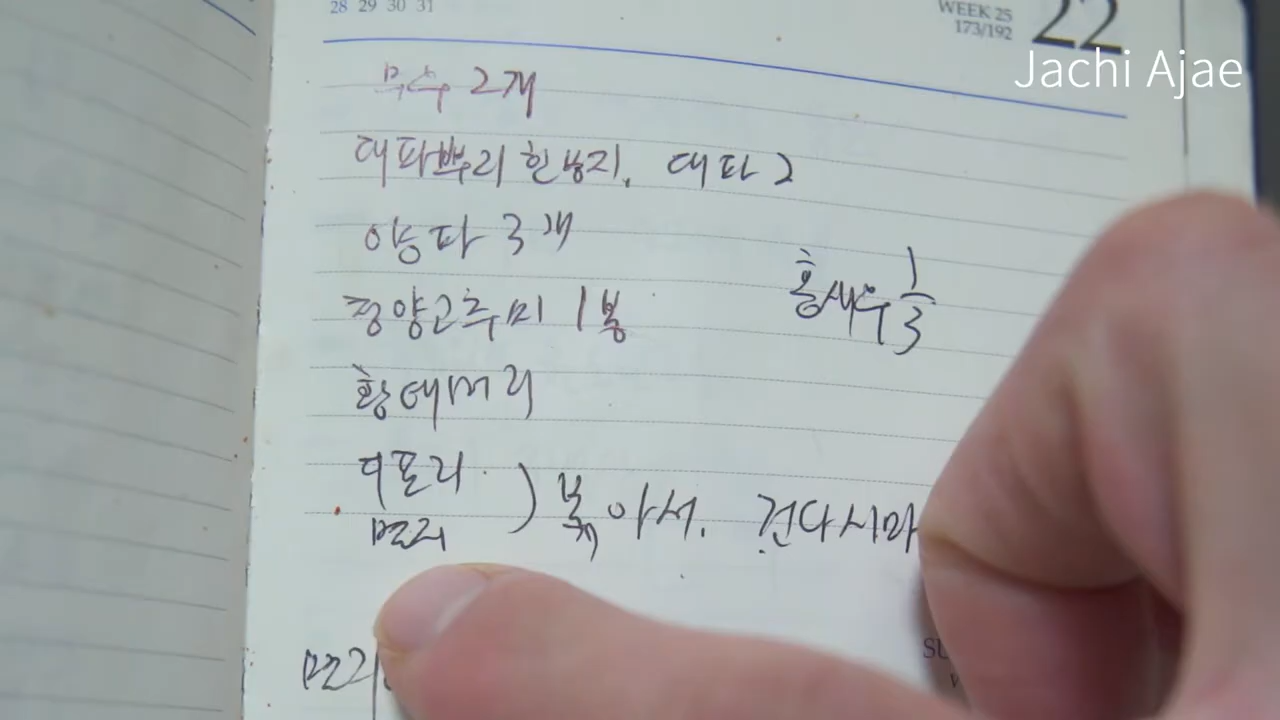 28 29 30 31
WEEK 25
173/192
22
Jachi Ajae
무수 2개
대파뿌리 한봉지. 대파 2
양파 3개
홍새우 1/3
청양고추씨 1봉
황태머리
디포리
멸치
) 볶아서. 건다시마